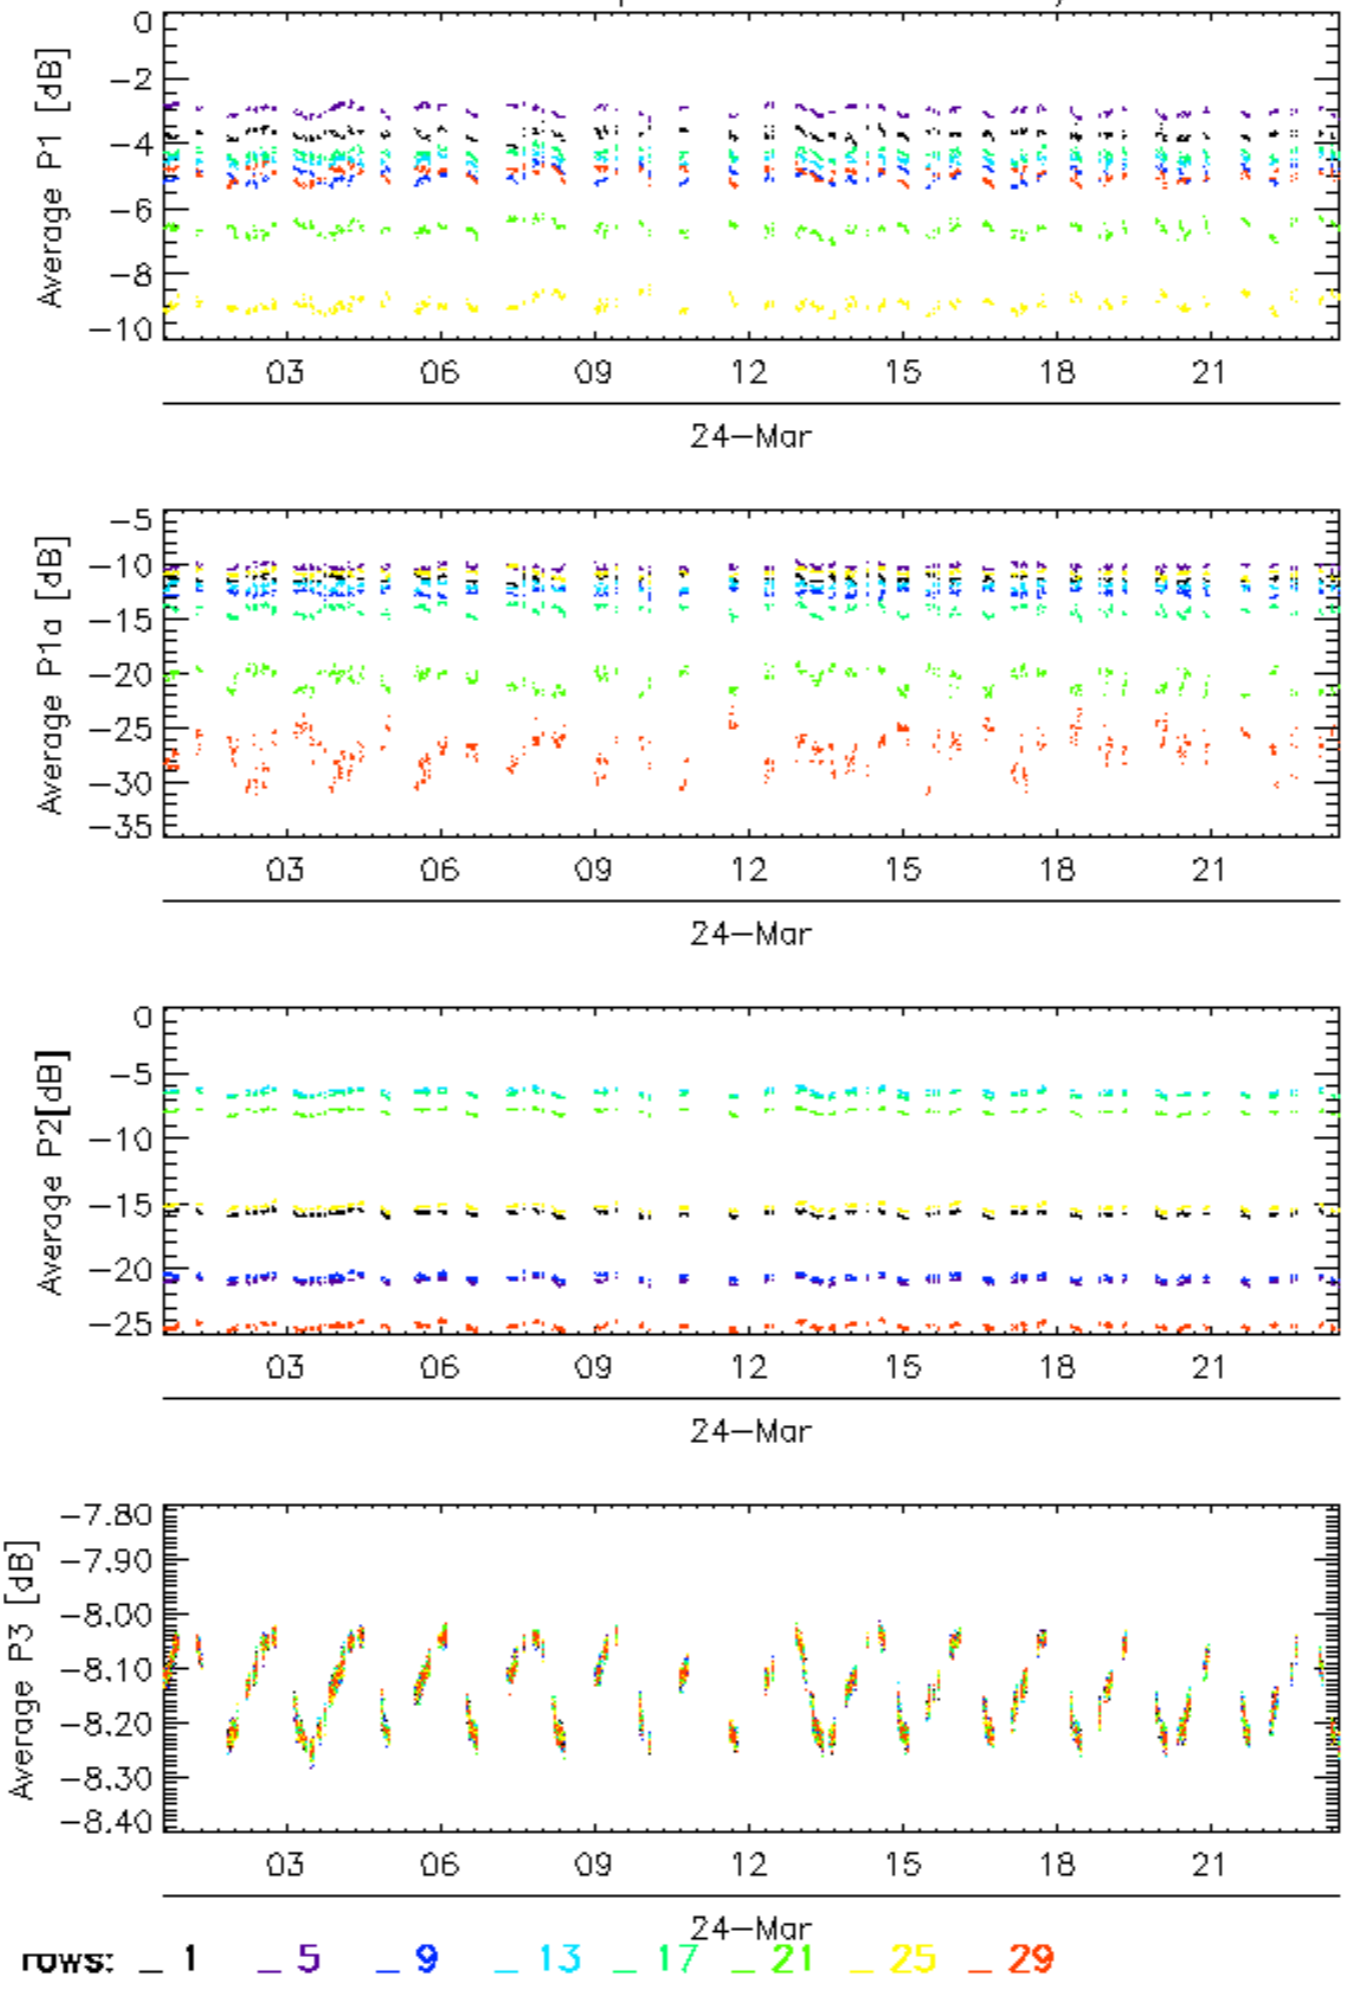 0
−2
−4
−6
−8
−10
Average P1 [dB]
03 06 09 12 15 18 21
24−Mar
−5
−10
−15
−20
−25
−30
−35
Average P1a [dB]
03 06 09 12 15 18 21
24−Mar
0
−5
−10
−15
−20
−25
Average P2[dB]
03 06 09 12 15 18 21
24−Mar
−7.80
−7.90
−8.00
−8.10
−8.20
−8.30
−8.40
Average P3 [dB]
03 06 09 12 15 18 21
24−Mar
rows: _ 1 _ 5 _ 9 _ 13 _ 17 _ 21 _ 25 _ 29